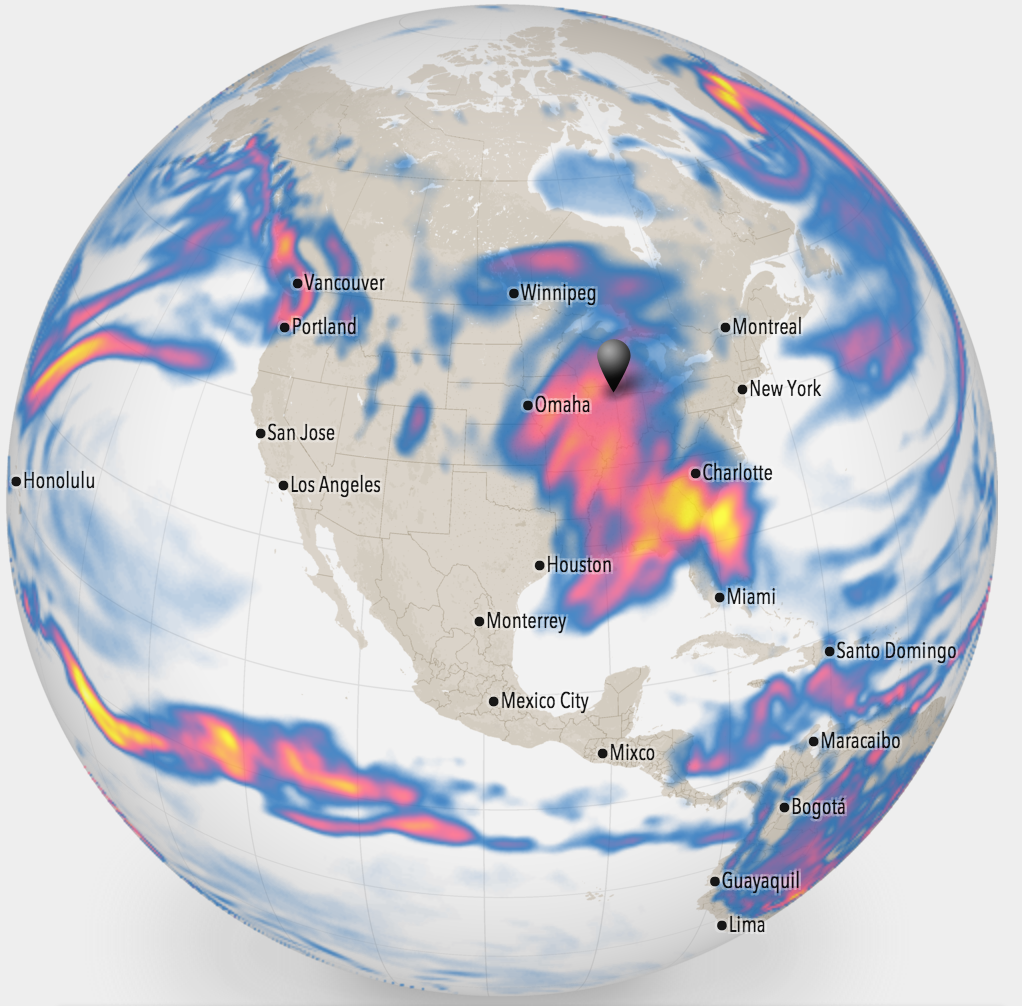 Vancouver
Winnipeg
Portland
Montreal
New York
Omaha
San Jose
Charlotte
Honolulu
Los Angeles
Houston
Miami
Monterrey
Santo Domingo
Mexico City
Maracaibo
Mixco
Bogotá
Guayaquil
Lima